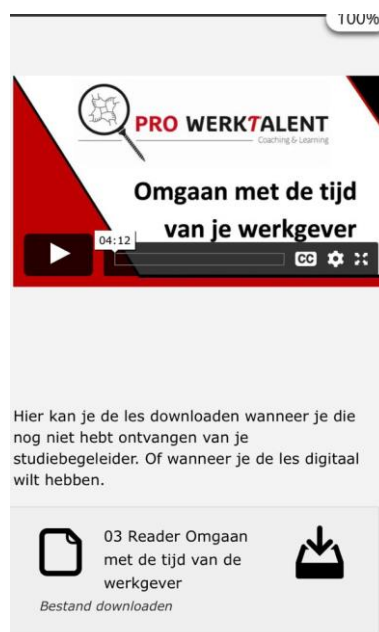 100%
PRO WERKTALENT
Coaching & Learning
Omgaan met de tijd
van je werkgever
04:12
CC
Hier kan je de les downloaden wanneer je die
nog niet hebt ontvangen van je
studiebegeleider. Of wanneer je de les digitaal
wilt hebben.
03 Reader Omgaan
met de tijd van de
werkgever
Bestand downloaden